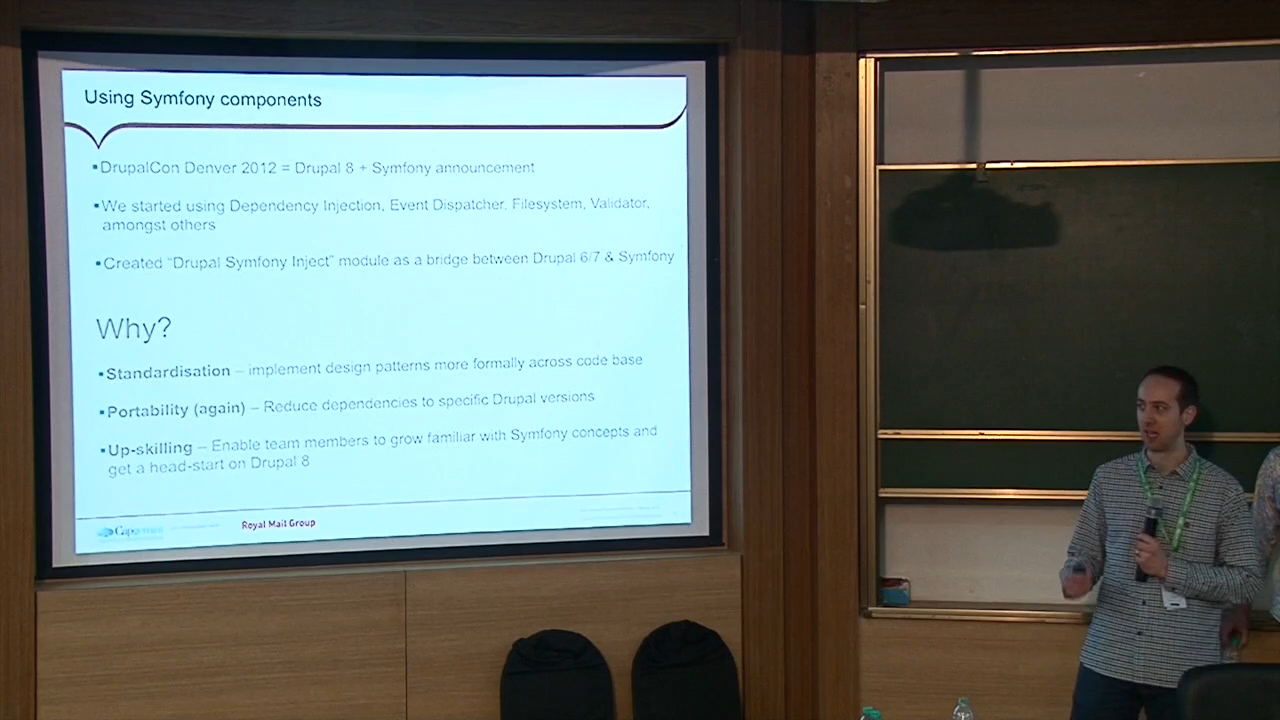 Using Symfony components
▪DrupalCon Denver 2012 = Drupal 8 + Symfony announcement
▪We started using Dependency Injection, Event Dispatcher, Filesystem, Validator,
amongst others
▪Created “Drupal Symfony Inject” module as a bridge between Drupal 6/7 & Symfony
Why?
▪Standardisation – implement design patterns more formally across code base
▪Portability (again) – Reduce dependencies to specific Drupal versions
▪Up-skilling – Enable team members to grow familiar with Symfony concepts and
get a head-start on Drupal 8
Capgemini
Royal Mail Group